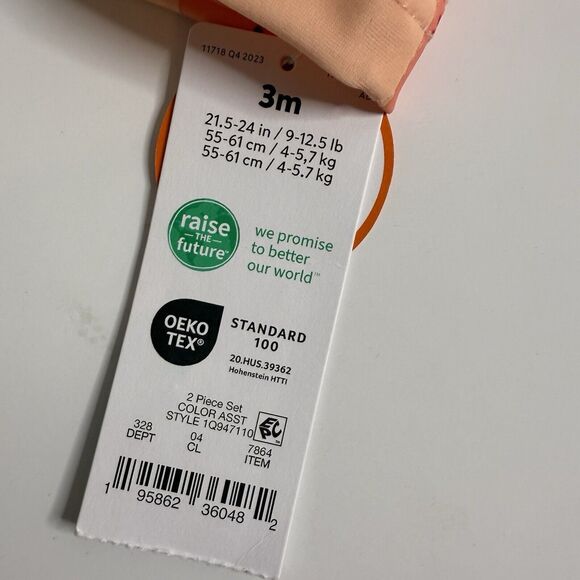 11718 Q4 2023
3m
21.5-24 in / 9-12.5 lb
55-61 cm / 4-5,7 kg
55-61 cm / 4-5.7 kg
raise
THE
future™
we promise
to better
our world™
OEKO
TEX®
STANDARD
100
20.HUS.39362
Hohenstein HTTI
2 Piece Set
COLOR ASST
STYLE 1Q947110
EPC™
328 04 7864
DEPT CL ITEM
1 95862 36048 2